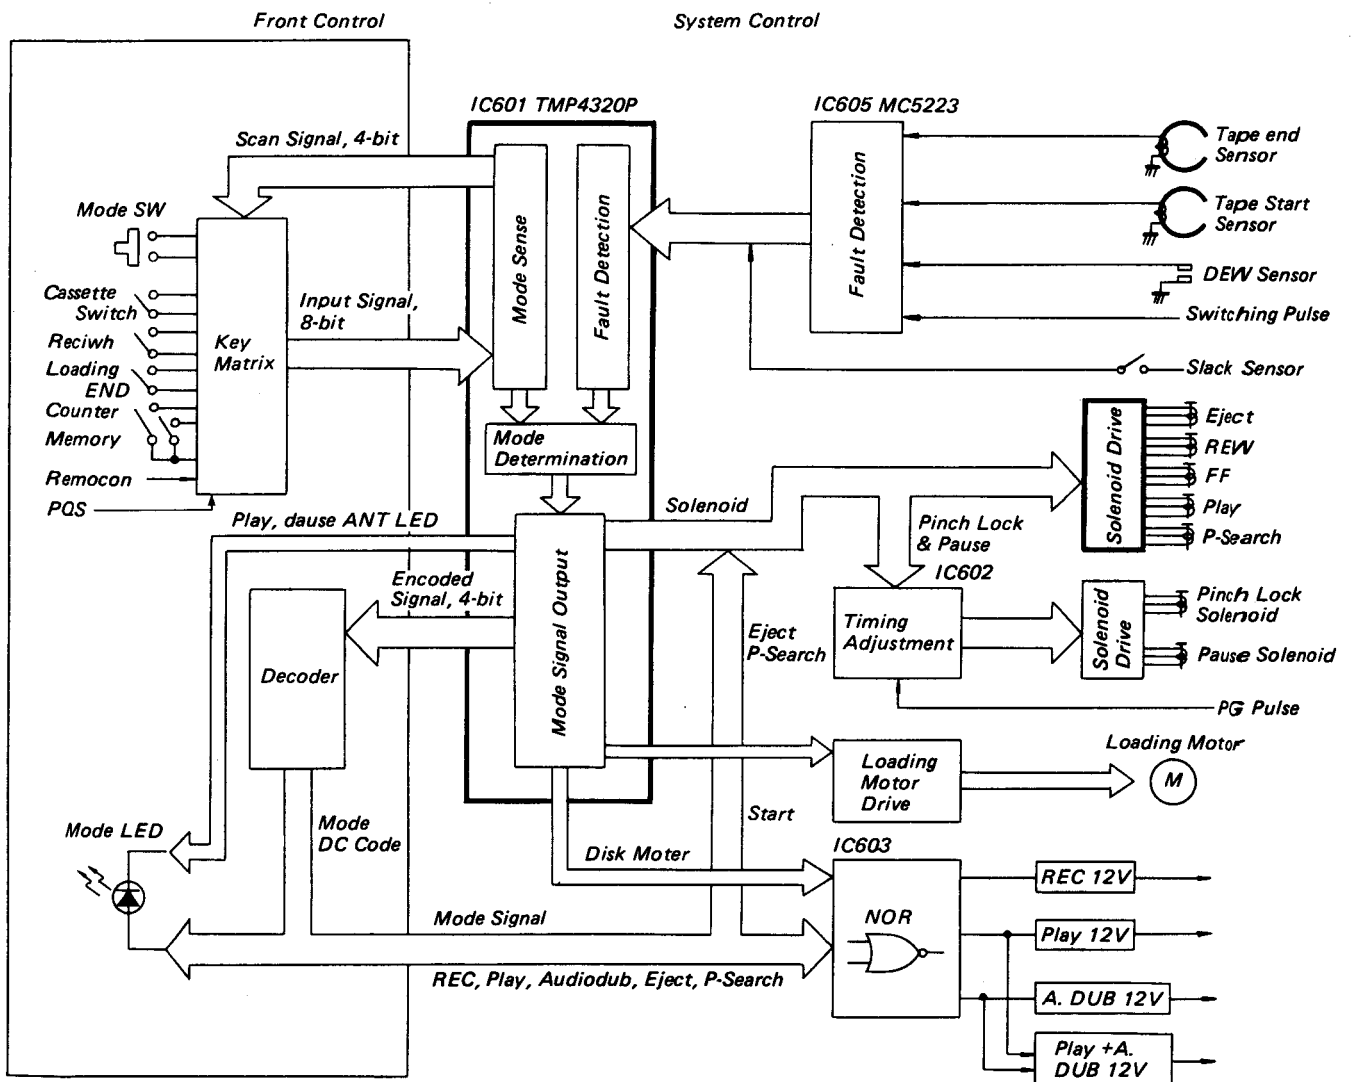 Front Control
System Control
IC601 TMP4320P
IC605 MC5223
Scan Signal, 4-bit
Mode SW
Cassette
Switch
Reciwh
Loading
END
Counter
Memory
Remocon
PQS
Key
Matrix
Input Signal,
8-bit
Mode Sense
Fault Detection
Mode
Determination
Fault Detection
Tape end
Sensor
Tape Start
Sensor
DEW Sensor
Switching Pulse
Slack Sensor
Play, dause ANT LED
Solenoid
Pinch Lock
& Pause
Solenoid Drive
Eject
REW
FF
Play
P-Search
Encoded
Signal, 4-bit
Decoder
Mode Signal Output
Eject
P-Search
IC602
Timing
Adjustment
Solenoid
Drive
Pinch Lock
Solenoid
Pause Solenoid
PG Pulse
Loading
Motor
Drive
Loading Motor
M
Mode LED
Mode
DC Code
Start
Disk Moter
IC603
NOR
REC 12V
Play 12V
A. DUB 12V
Play +A.
DUB 12V
Mode Signal
REC, Play, Audiodub, Eject, P-Search